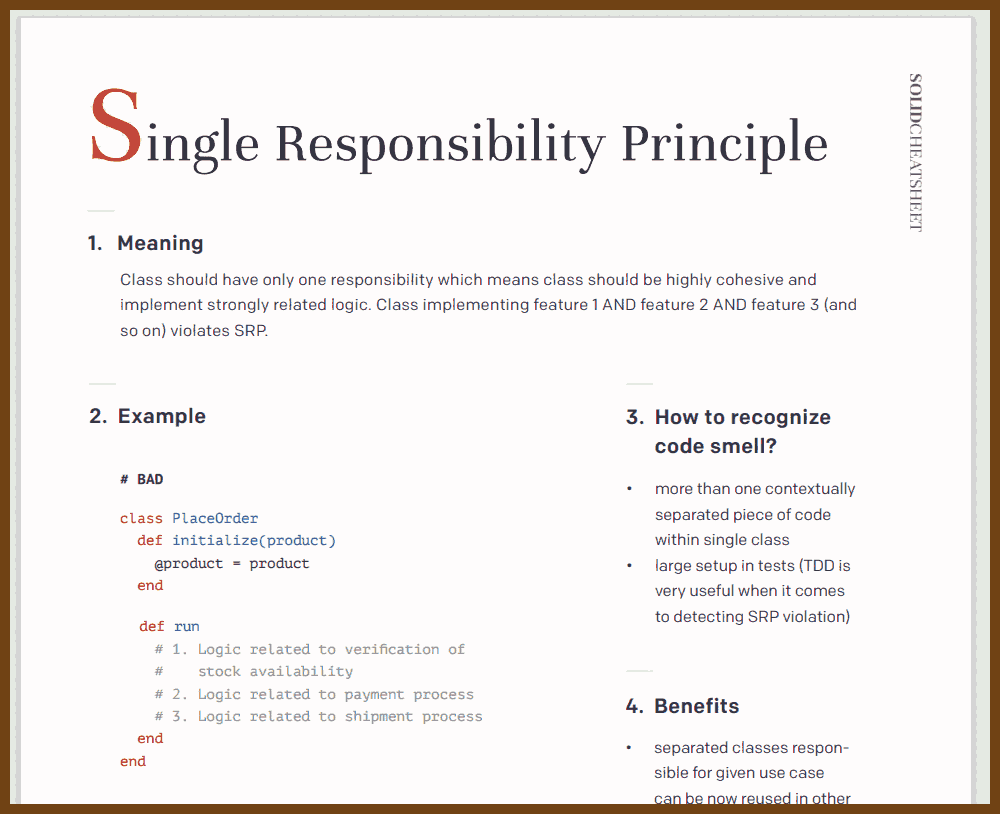 Single Responsibility Principle
SOLIDCHEATSHEET
1. Meaning
Class should have only one responsibility which means class should be highly cohesive and
implement strongly related logic. Class implementing feature 1 AND feature 2 AND feature 3 (and
so on) violates SRP.
2. Example
# BAD
class PlaceOrder
  def initialize(product)
    @product = product
  end
  def run
    # 1. Logic related to verification of
    #    stock availability
    # 2. Logic related to payment process
    # 3. Logic related to shipment process
  end
end
3. How to recognize
code smell?
• more than one contextually
separated piece of code
within single class
• large setup in tests (TDD is
very useful when it comes
to detecting SRP violation)
4. Benefits
• separated classes respon-
sible for given use case
can be now reused in other